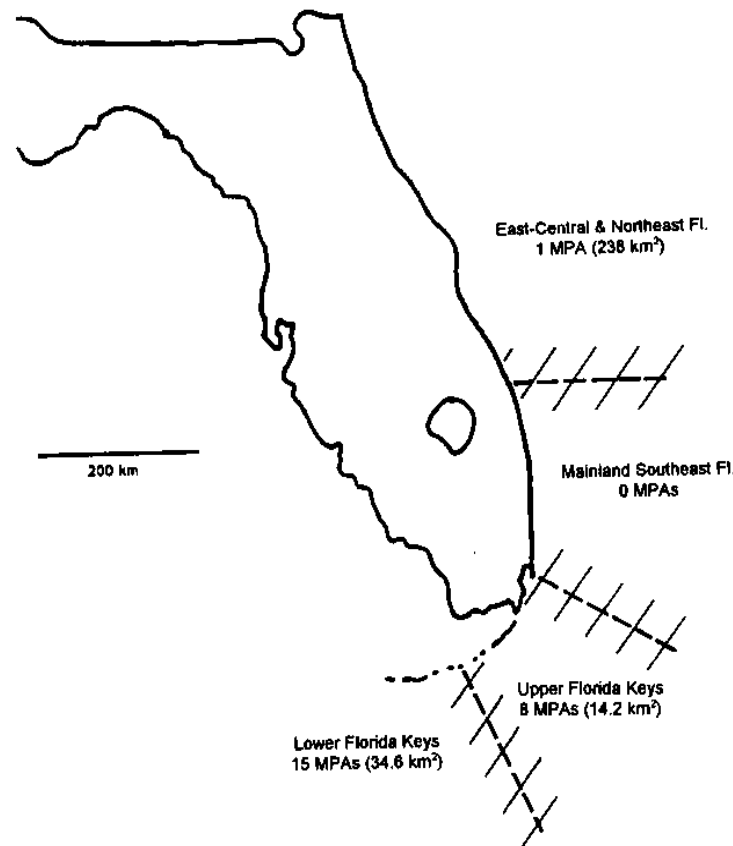 East-Central & Northeast Fl.
1 MPA (238 km²)
200 km
Mainland Southeast Fl.
0 MPAs
Upper Florida Keys
8 MPAs (14.2 km²)
Lower Florida Keys
15 MPAs (34.6 km²)